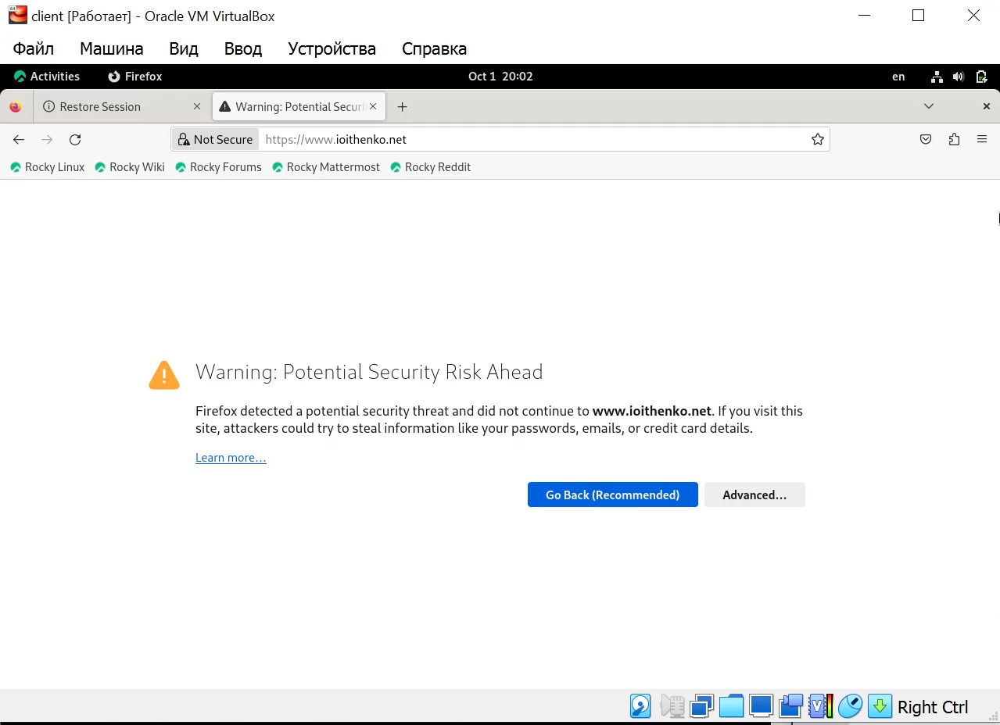 client [Работает] - Oracle VM VirtualBox
Файл Машина Вид Ввод Устройства Справка
Activities Firefox Oct 1 20:02 en
Restore Session Warning: Potential Securi
Not Secure https://www.ioithenko.net
Rocky Linux Rocky Wiki Rocky Forums Rocky Mattermost Rocky Reddit
Warning: Potential Security Risk Ahead
Firefox detected a potential security threat and did not continue to www.ioithenko.net. If you visit this
site, attackers could try to steal information like your passwords, emails, or credit card details.
Learn more…
Go Back (Recommended) Advanced…
Right Ctrl